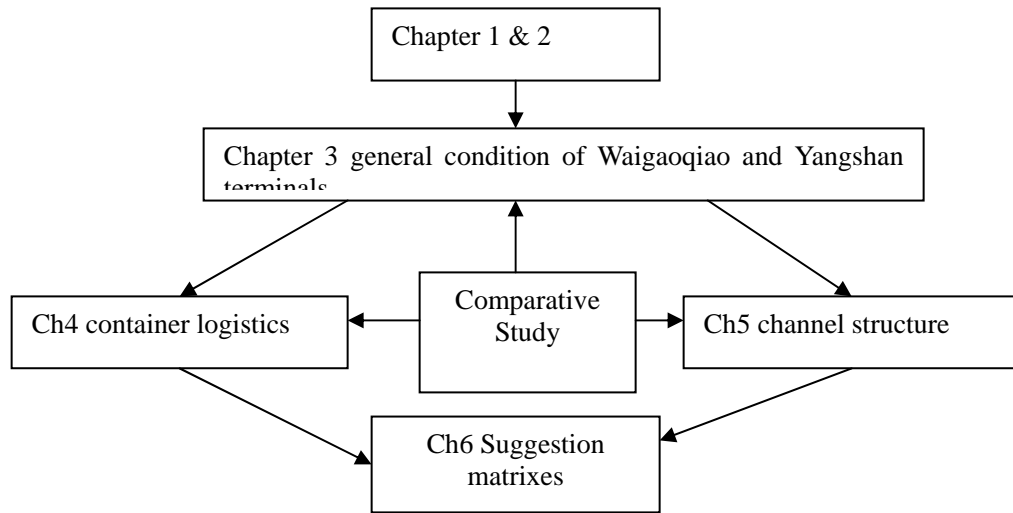 Chapter 1 & 2
Chapter 3 general condition of Waigaoqiao and Yangshan
terminals
Comparative
Study
Ch4 container logistics
Ch5 channel structure
Ch6 Suggestion
matrixes